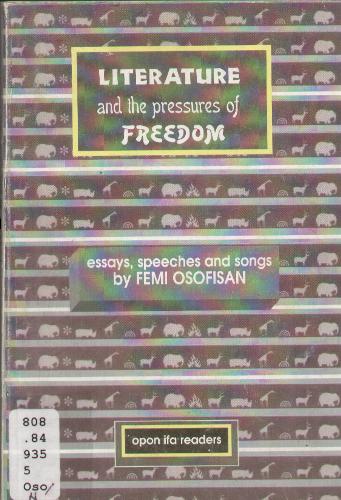 LITERATURE
and the pressures of
FREEDOM
essays, speeches and songs
by FEMI OSOFISAN
opon ifa readers
808
.84
935
5
Oso/